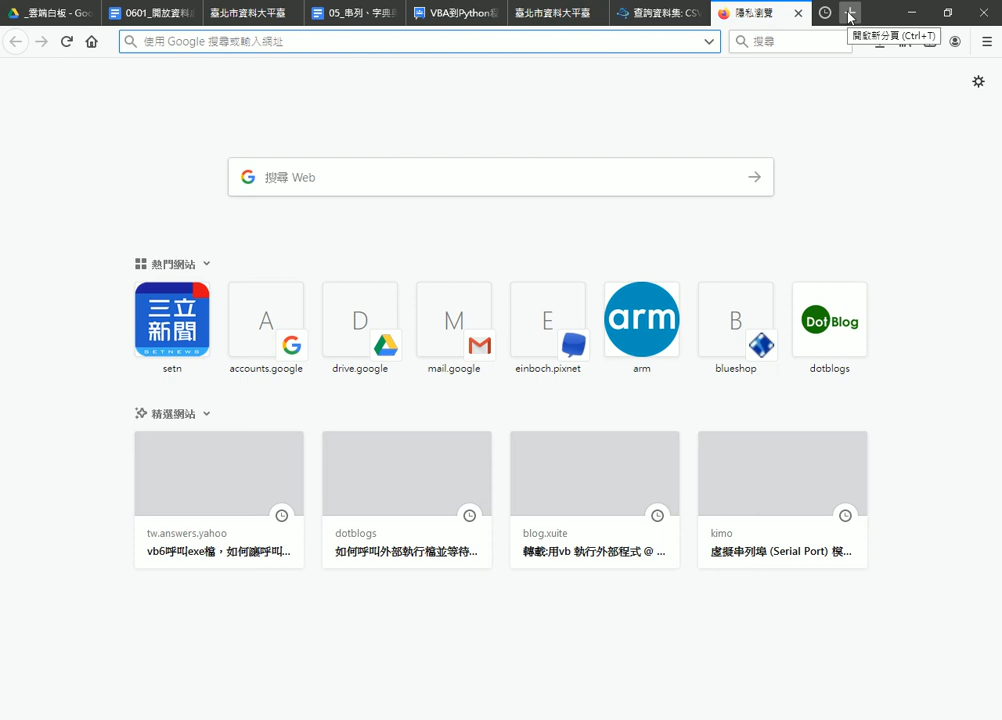 _雲端白板 - Goo
0601_開放資料
臺北市資料大平臺
05_串列、字典
VBA到Python程
臺北市資料大平臺
查詢資料集: CSV
隱私瀏覽
使用 Google 搜尋或輸入網址
搜尋
開啟新分頁 (Ctrl+T)
搜尋 Web
熱門網站
三立
新聞
SETNEWS
A
D
M
E
arm
B
DotBlog
setn
accounts.google
drive.google
mail.google
einboch.pixnet
arm
blueshop
dotblogs
精選網站
tw.answers.yahoo
dotblogs
blog.xuite
kimo
vb6呼叫exe檔，如何讓呼叫...
如何呼叫外部執行檔並等待...
轉載:用vb 執行外部程式 @ ...
虛擬串列埠 (Serial Port) 模...